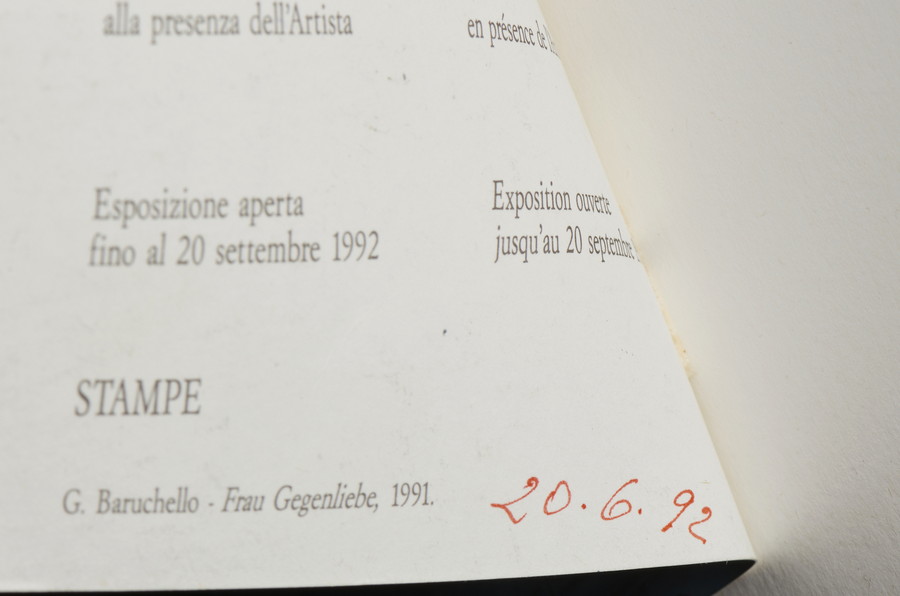 alla presenza dell'Artista
en présence de
Esposizione aperta
fino al 20 settembre 1992
Exposition ouverte
jusqu'au 20 septembre
STAMPE
G. Baruchello - Frau Gegenliebe, 1991.
20.6.92